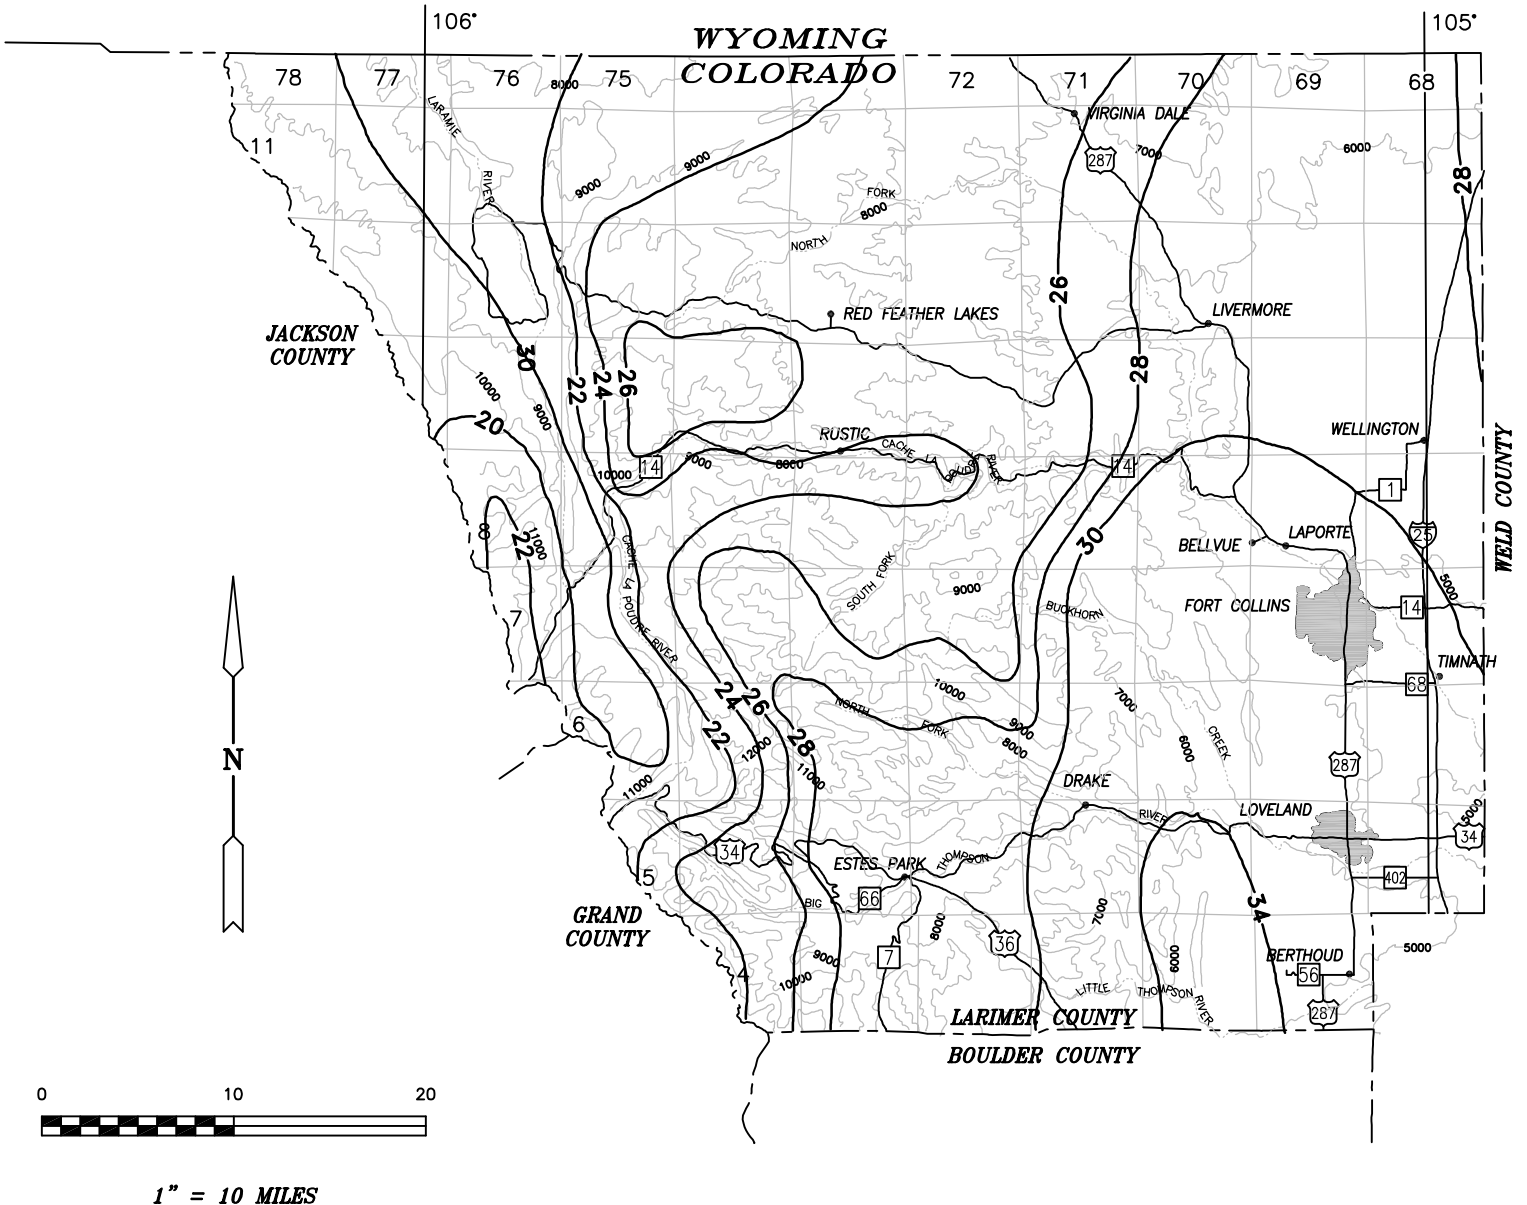 106°
105°
WYOMING
COLORADO
78
77
76
75
72
71
70
69
68
8000
LARAMIE
RIVER
11
VIRGINIA DALE
287
7000
6000
9000
9000
28
FORK
8000
NORTH
26
RED FEATHER LAKES
LIVERMORE
JACKSON
COUNTY
30
22
24
26
28
10000
9000
20
RUSTIC
CACHE LA
POUDRE
RIVER
WELLINGTON
10000
14
9000
8000
14
1
WELD COUNTY
8
22
11000
CACHE LA POUDRE RIVER
30
BELLVUE
LAPORTE
25
SOUTH FORK
9000
5000
7
BUCKHORN
FORT COLLINS
14
TIMNATH
10000
68
24
26
7000
6
NORTH
FORK
9000
8000
CREEK
22
12000
28
6000
N
287
11000
11000
DRAKE
LOVELAND
RIVER
5000
34
34
ESTES PARK
THOMPSON
5
66
BIG
402
GRAND
COUNTY
8000
7000
34
36
7
9000
6000
BERTHOUD
5000
4
10000
56
LITTLE
THOMPSON
RIVER
287
LARIMER COUNTY
BOULDER COUNTY
0
10
20
1” = 10 MILES